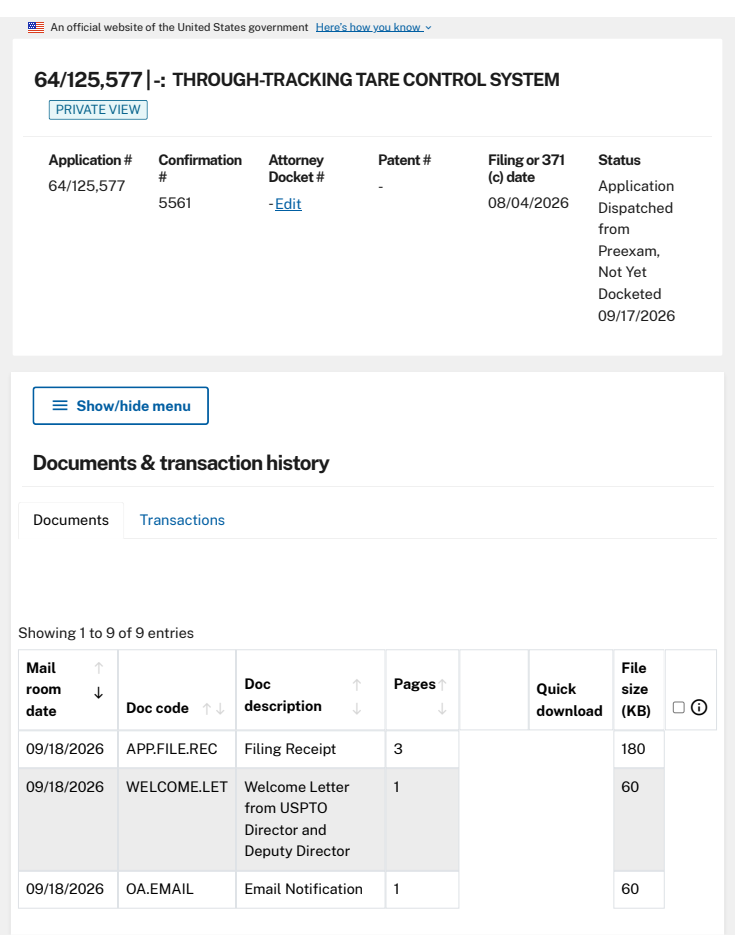 An official website of the United States government Here's how you know
64/125,577 | -: THROUGH-TRACKING TARE CONTROL SYSTEM
PRIVATE VIEW
Application # Confirmation # Attorney Docket # Patent # Filing or 371 (c) date Status
64/125,577 5561 - Edit - 08/04/2026 Application Dispatched from Preexam, Not Yet Docketed 09/17/2026
Show/hide menu
Documents & transaction history
Documents Transactions
Showing 1 to 9 of 9 entries
Mail room date Doc code Doc description Pages Quick download File size (KB)
09/18/2026 APP.FILE.REC Filing Receipt 3 180
09/18/2026 WELCOME.LET Welcome Letter from USPTO Director and Deputy Director 1 60
09/18/2026 OA.EMAIL Email Notification 1 60